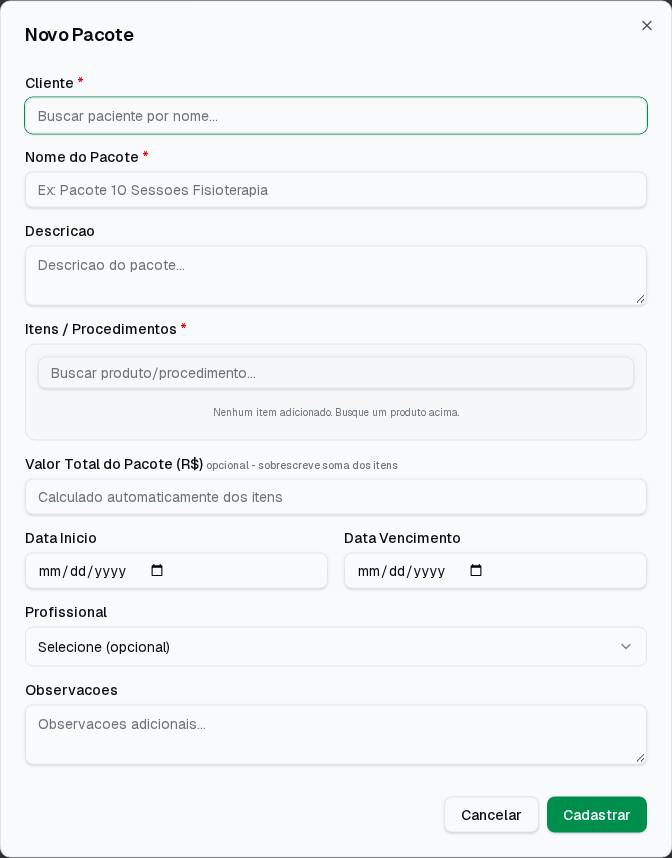 Novo Pacote
Cliente *
Buscar paciente por nome...
Nome do Pacote *
Ex: Pacote 10 Sessoes Fisioterapia
Descricao
Descricao do pacote...
Itens / Procedimentos *
Buscar produto/procedimento...
Nenhum item adicionado. Busque um produto acima.
Valor Total do Pacote (R$) opcional - sobrescreve soma dos itens
Calculado automaticamente dos itens
Data Inicio Data Vencimento
mm/dd/yyyy mm/dd/yyyy
Profissional
Selecione (opcional)
Observacoes
Observacoes adicionais...
Cancelar Cadastrar